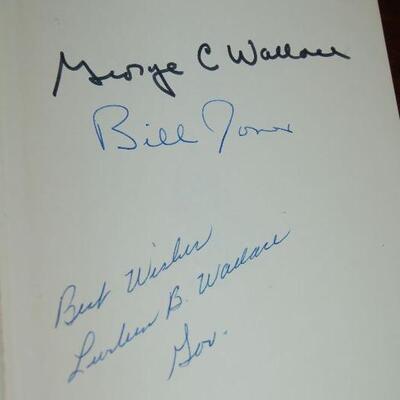 George C Wallace
Bill Jones
Best Wishes
Lurleen B. Wallace
Gov.